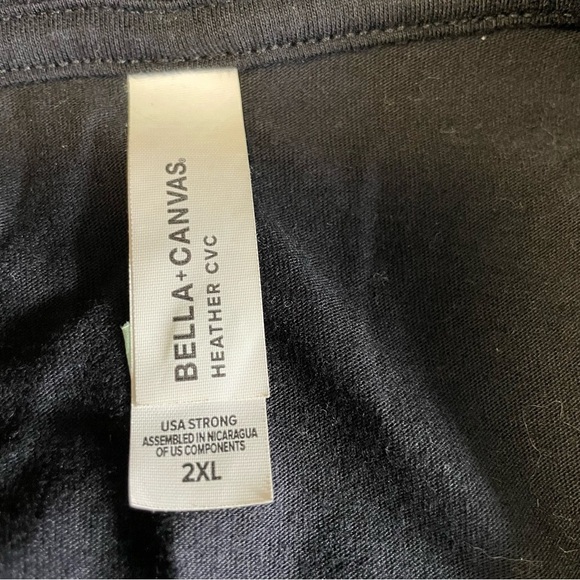 BELLA+CANVAS®
HEATHER CVC
USA STRONG
ASSEMBLED IN NICARAGUA
OF US COMPONENTS
2XL